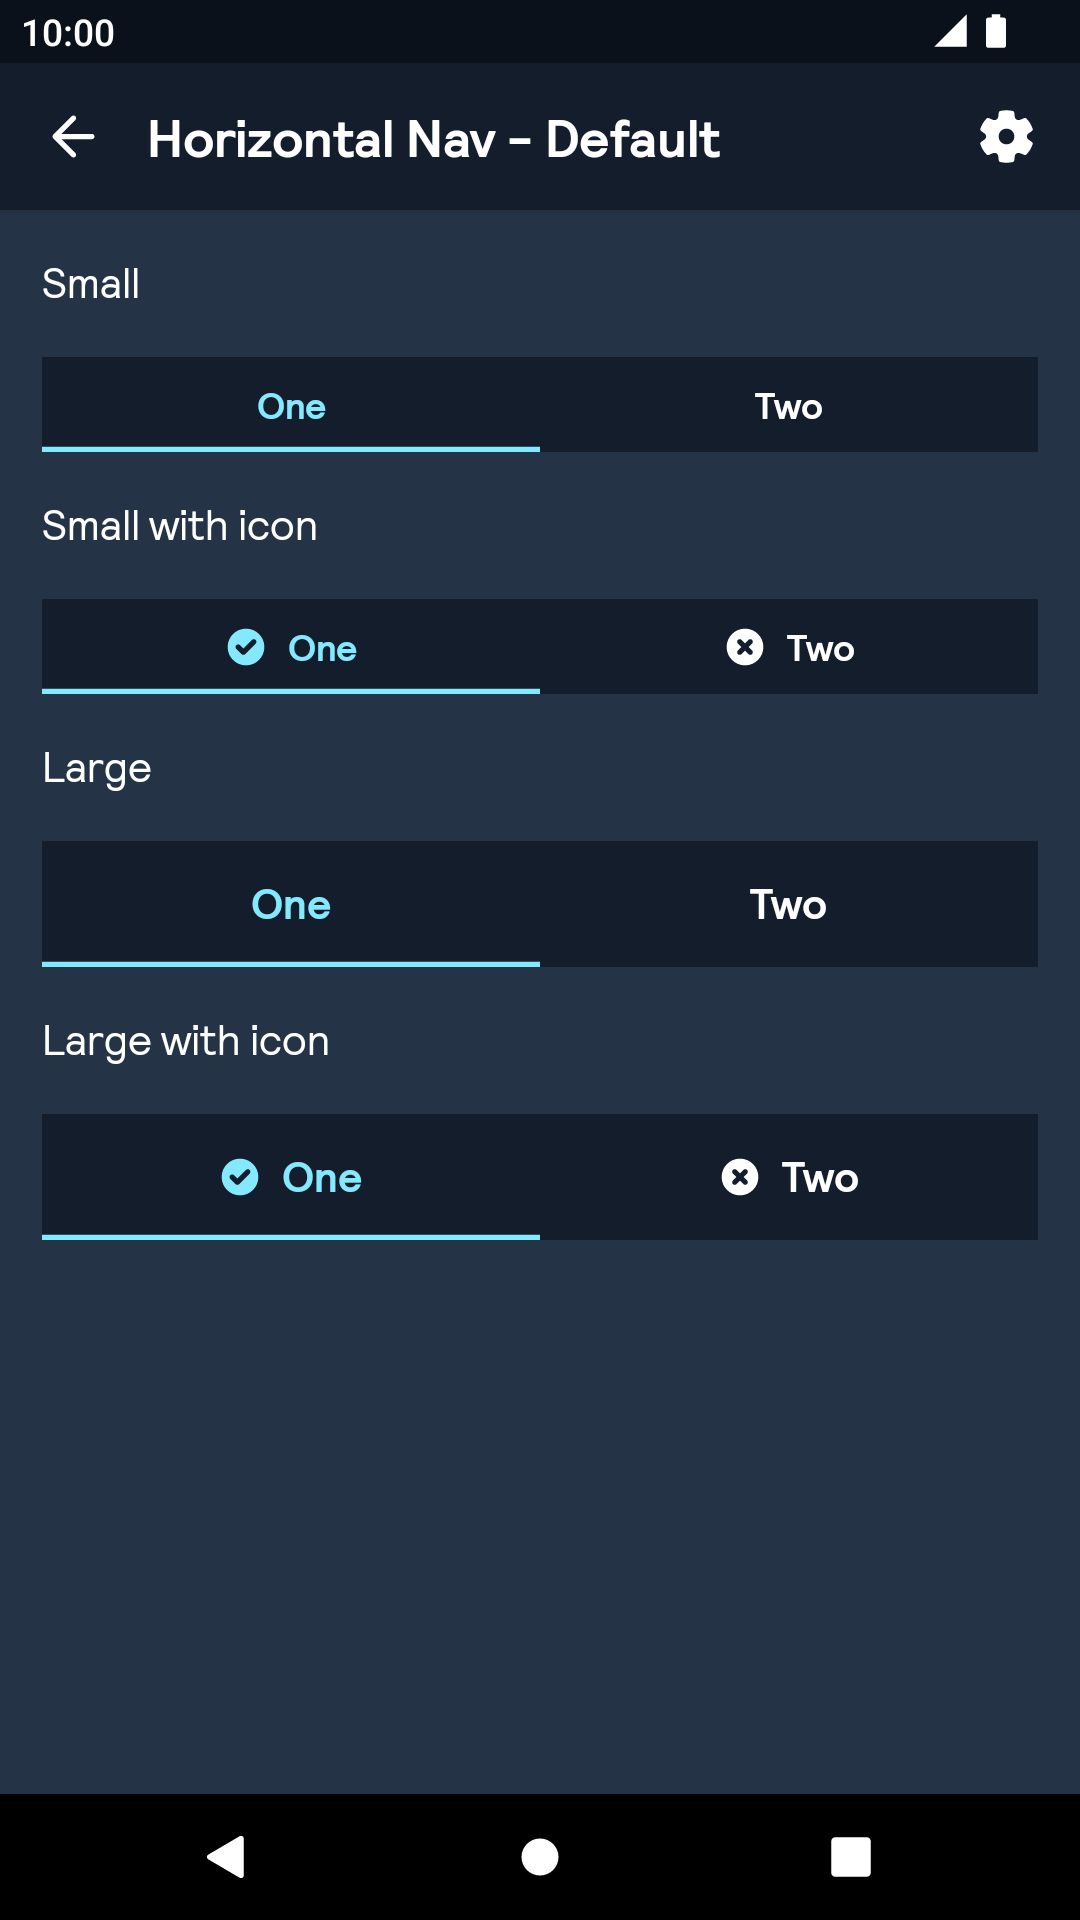 10:00
Horizontal Nav - Default
Small
One Two
Small with icon
One Two
Large
One Two
Large with icon
One Two